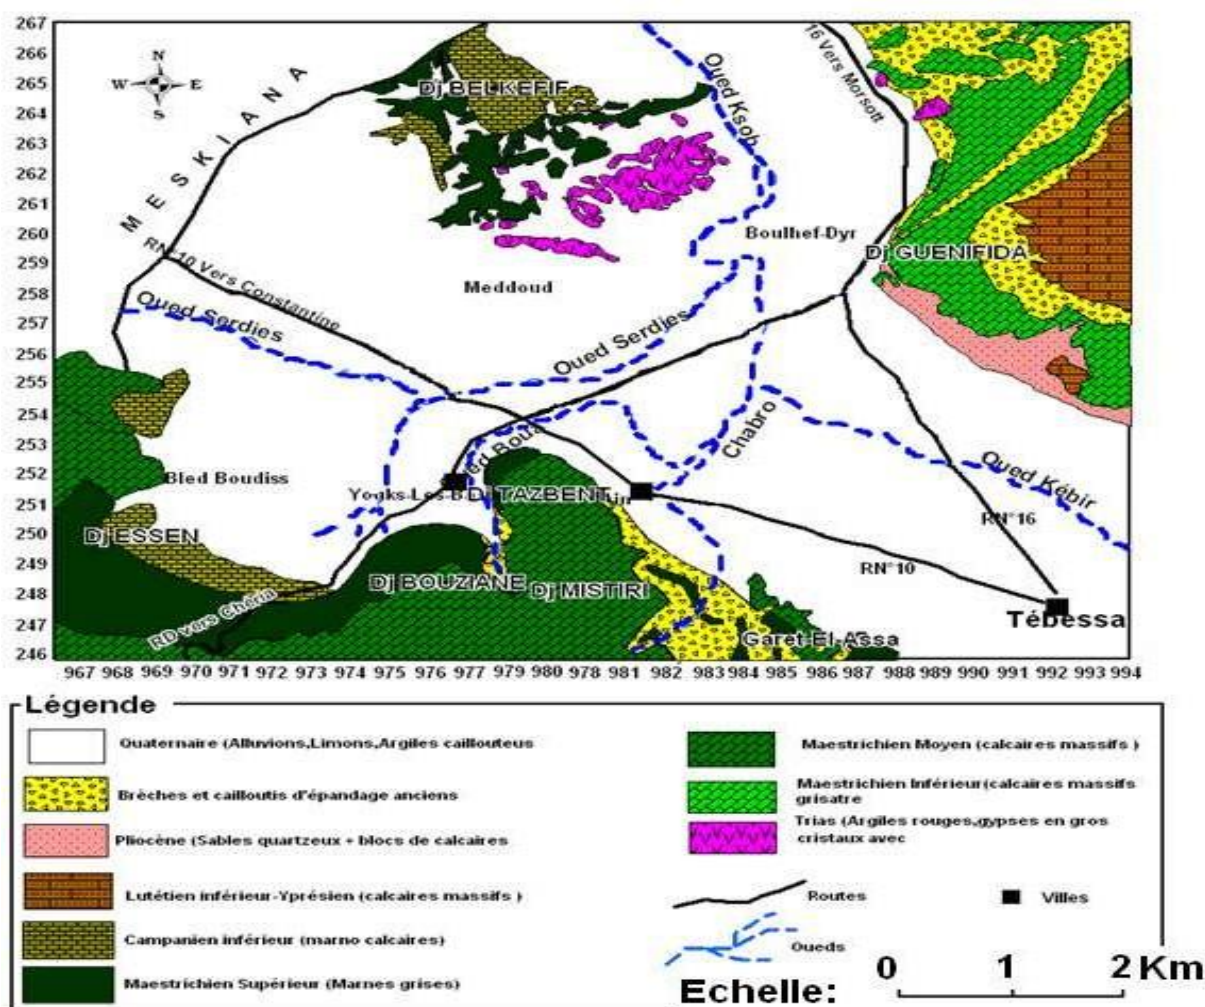 267
266
265
264
263
262
261
260
259
258
257
256
255
254
253
252
251
250
249
248
247
246
N
W E
S
MESKIANA
Dj BELKEFIF
Oued Ksob
16 Vers Morsott
Boulhef-Dyr
Dj GUENIFIDA
RN°10 Vers Constantine
Meddoud
Oued Serdies
Oued Serdies
Chabro
Oued Kébir
Bled Boudiss
Youks-Les-B
Dj TAZBENT
Dj ESSEN
RN°16
Dj BOUZIANE
Dj MISTIRI
RN°10
RD vers Chéria
Garet-El-Assa
Tébessa
967 968 969 970 971 972 973 974 975 976 977 979 980 981 982 983 984 985 986 987 988 989 990 991 992 993 994
Légende
Quaternaire (Alluvions,Limons,Argiles caillouteus
Brèches et cailloutis d'épandage anciens
Pliocène (Sables quartzeux + blocs de calcaires
Lutétien inférieur-Yprésien (calcaires massifs )
Campanien inférieur (marno calcaires)
Maestrichien Supérieur (Marnes grises)
Maestrichien Moyen (calcaires massifs )
Maestrichien Inférieur(calcaires massifs
grisatre
Trias (Argiles rouges,gypses en gros
cristaux avec
Routes
Villes
Oueds
Echelle:
0 1 2 Km